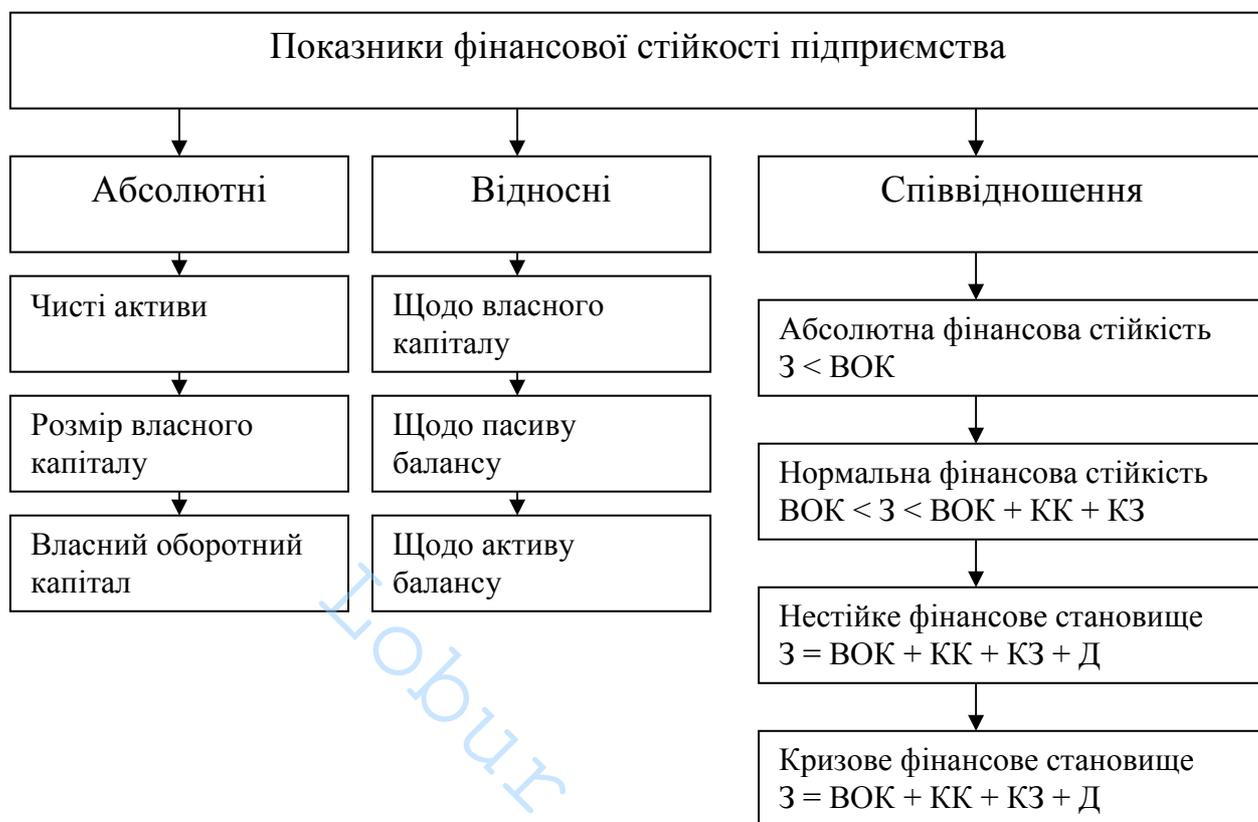 Показники фінансової стійкості підприємства
Абсолютні
Відносні
Співвідношення
Чисті активи
Розмір власного
капіталу
Власний оборотний
капітал
Щодо власного
капіталу
Щодо пасиву
балансу
Щодо активу
балансу
Абсолютна фінансова стійкість
З < ВОК
Нормальна фінансова стійкість
ВОК < З < ВОК + КК + КЗ
Нестійке фінансове становище
З = ВОК + КК + КЗ + Д
Кризове фінансове становище
З = ВОК + КК + КЗ + Д
Lobur